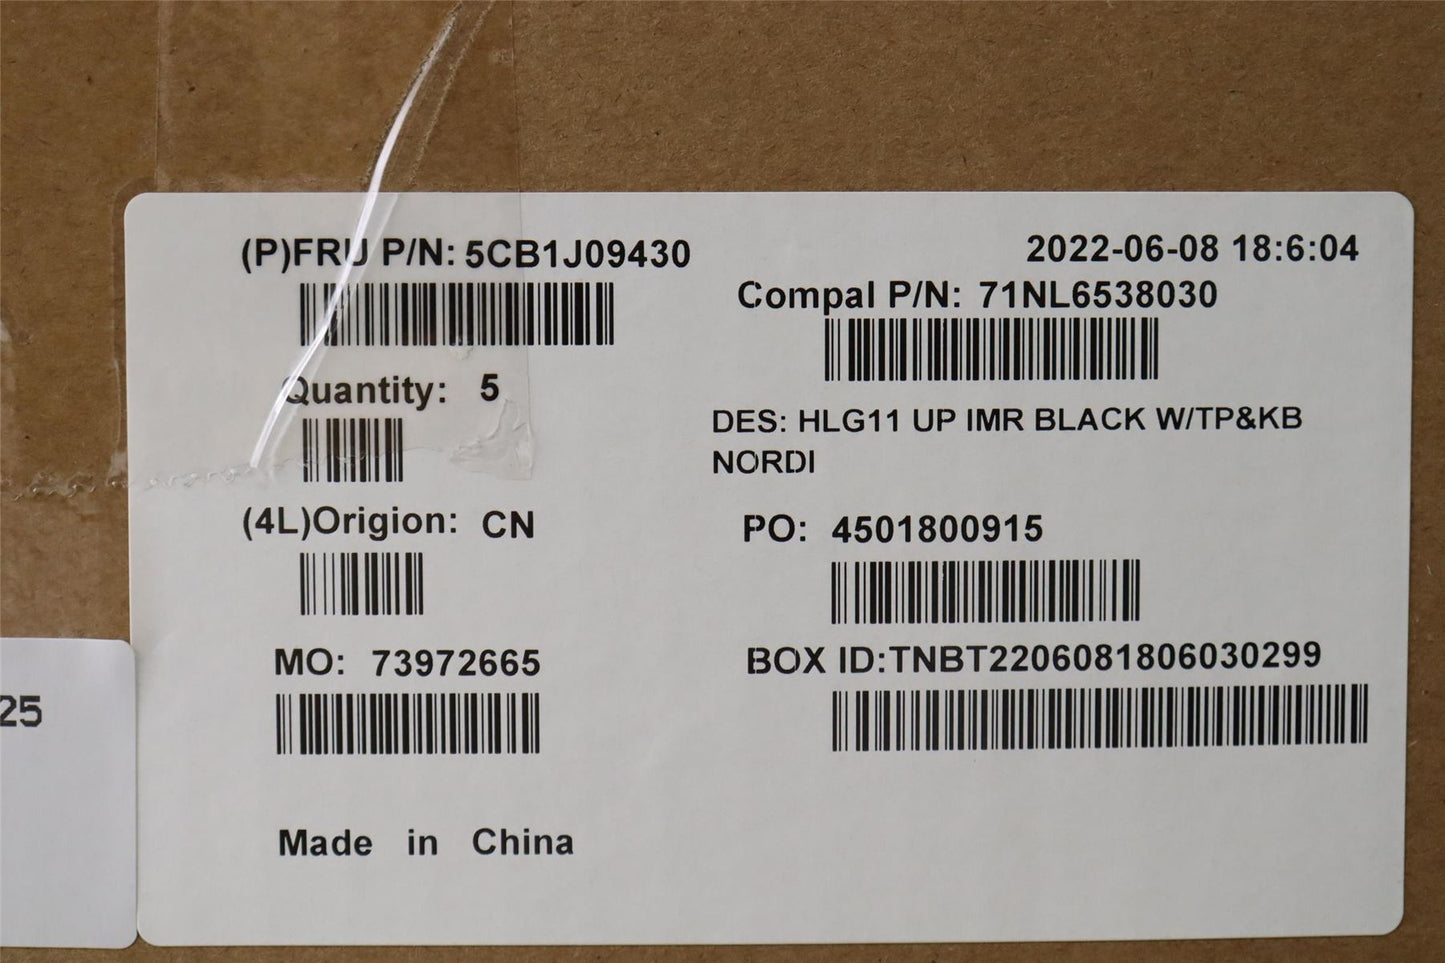 (P)FRU P/N: 5CB1J09430
2022-06-08 18:6:04
Compal P/N: 71NL6538030
Quantity: 5
DES: HLG11 UP IMR BLACK W/TP&KB
NORDI
(4L)Origion: CN
PO: 4501800915
MO: 73972665
BOX ID:TNBT2206081806030299
25
Made in China